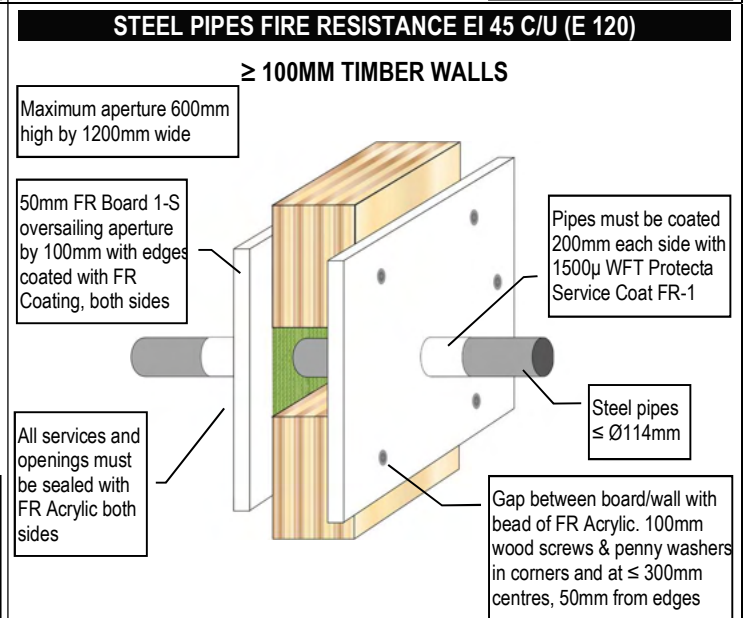 STEEL PIPES FIRE RESISTANCE EI 45 C/U (E 120)
≥ 100MM TIMBER WALLS
Maximum aperture 600mm
high by 1200mm wide
50mm FR Board 1-S
oversailing aperture
by 100mm with edges
coated with FR
Coating, both sides
Pipes must be coated
200mm each side with
1500µ WFT Protecta
Service Coat FR-1
All services and
openings must
be sealed with
FR Acrylic both
sides
Steel pipes
≤ Ø114mm
Gap between board/wall with
bead of FR Acrylic. 100mm
wood screws & penny washers
in corners and at ≤ 300mm
centres, 50mm from edges